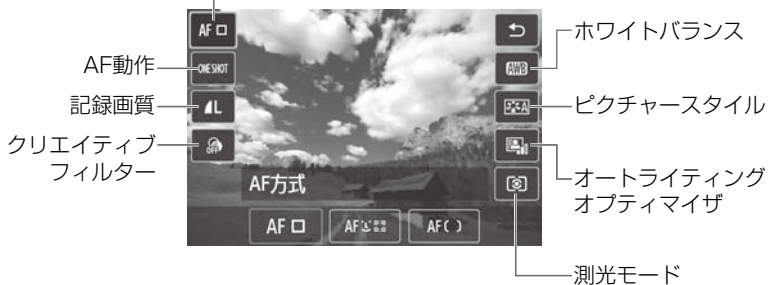 AF□
AF動作
ONE SHOT
記録画質
L
クリエイティブ
フィルター
OFF
AF方式
AF□
AF
AF( )
ホワイトバランス
AWB
ピクチャースタイル
A
オートライティング
オプティマイザ
測光モード